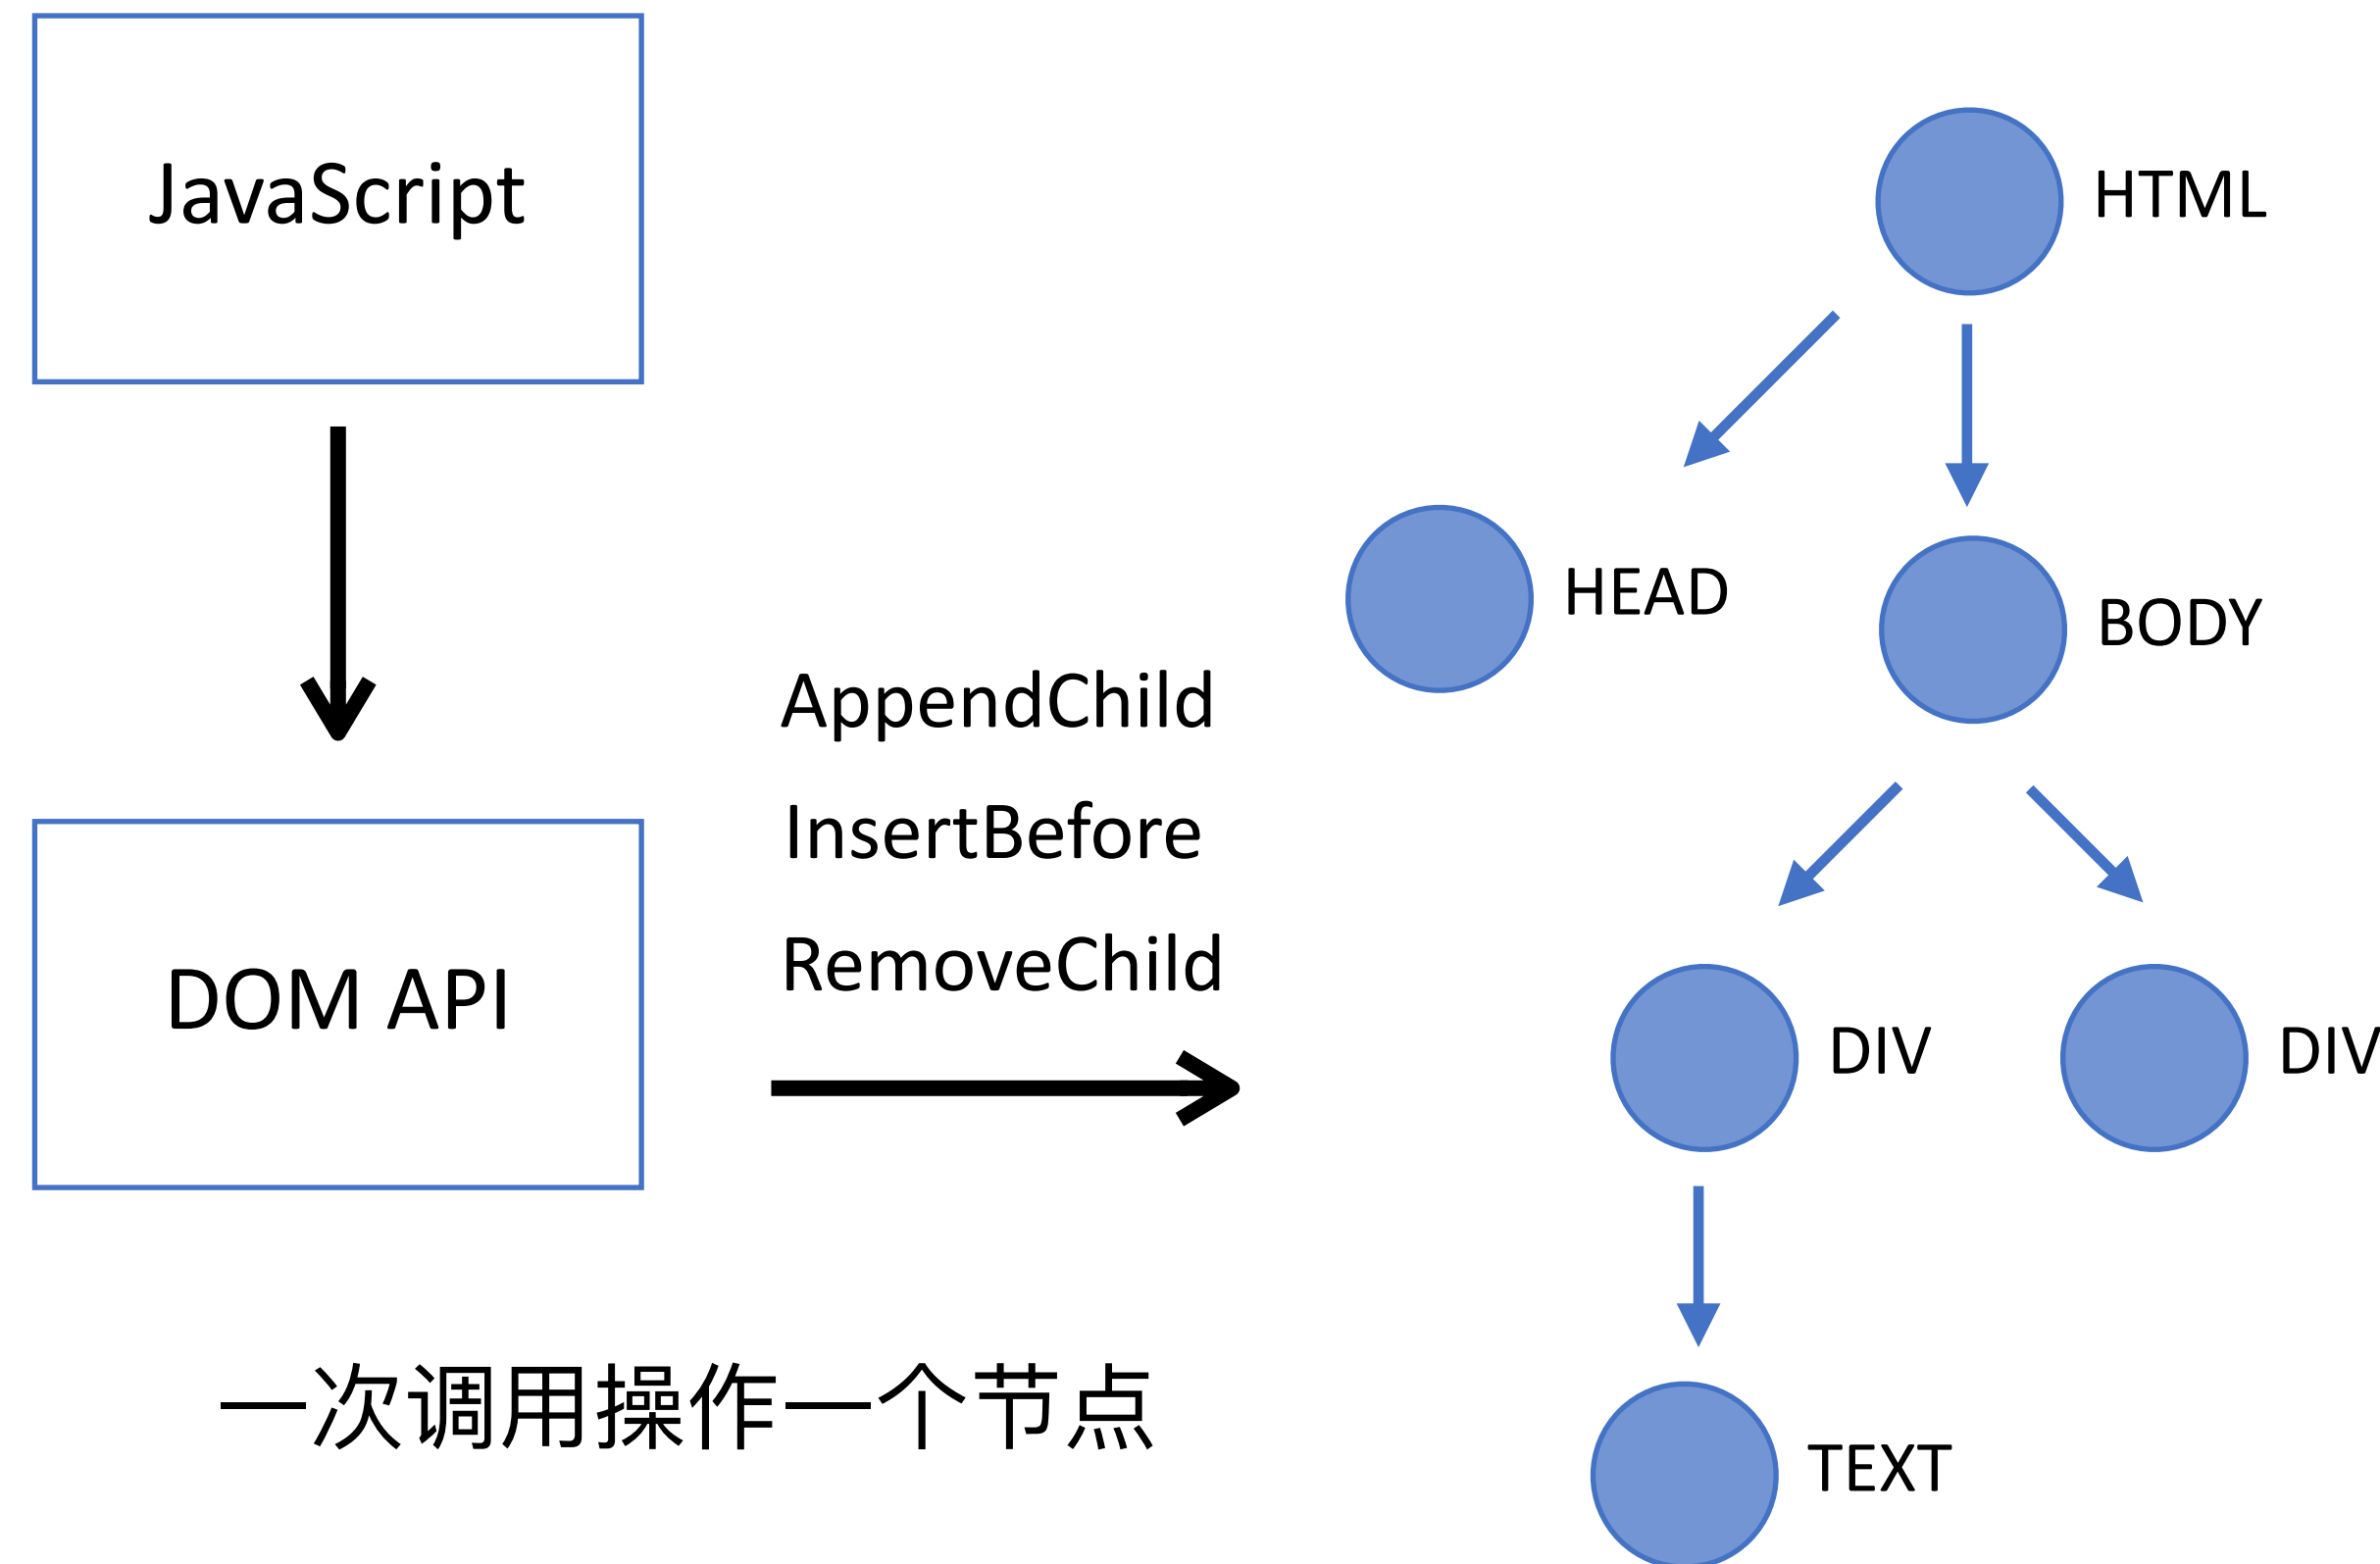 JavaScript
DOM API
AppendChild
InsertBefore
RemoveChild
一次调用操作一个节点
HTML
HEAD
BODY
DIV
DIV
TEXT